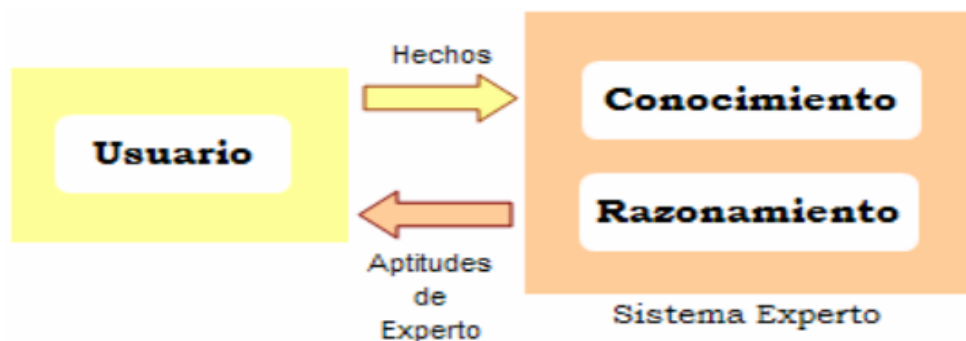 Hechos
Usuario
Conocimiento
Razonamiento
Aptitudes
de
Experto
Sistema Experto